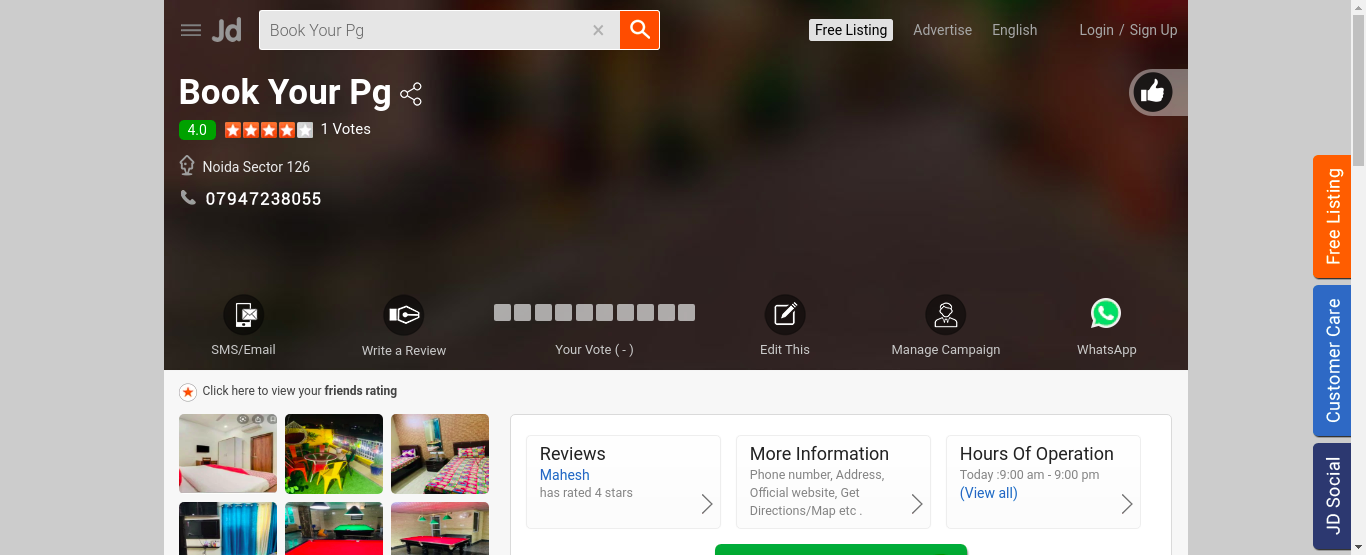 Jd
Book Your Pg
Free Listing
Advertise
English
Login / Sign Up
Book Your Pg
4.0
1 Votes
Noida Sector 126
07947238055
SMS/Email
Write a Review
Your Vote ( - )
Edit This
Manage Campaign
WhatsApp
Click here to view your friends rating
Reviews
Mahesh
has rated 4 stars
More Information
Phone number, Address,
Official website, Get
Directions/Map etc .
Hours Of Operation
Today :9:00 am - 9:00 pm
(View all)
Free Listing
Customer Care
JD Social